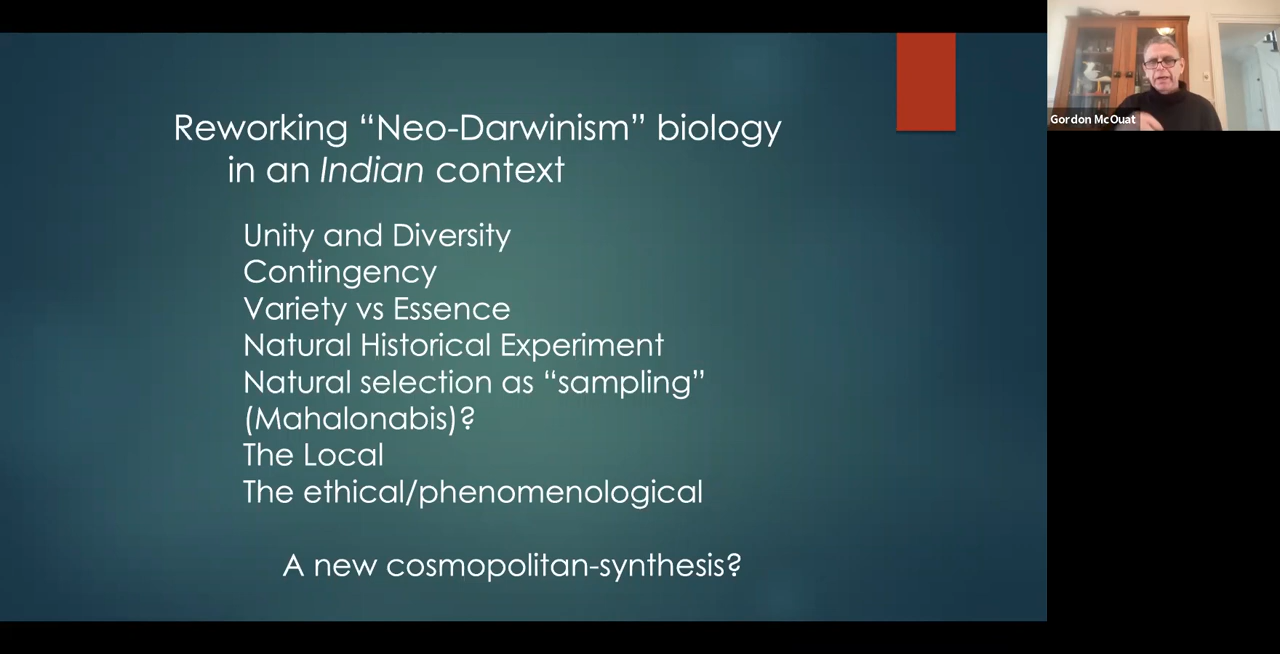 Reworking “Neo-Darwinism” biology
in an Indian context
Unity and Diversity
Contingency
Variety vs Essence
Natural Historical Experiment
Natural selection as “sampling”
(Mahalonabis)?
The Local
The ethical/phenomenological
A new cosmopolitan-synthesis?
Gordon McOuat